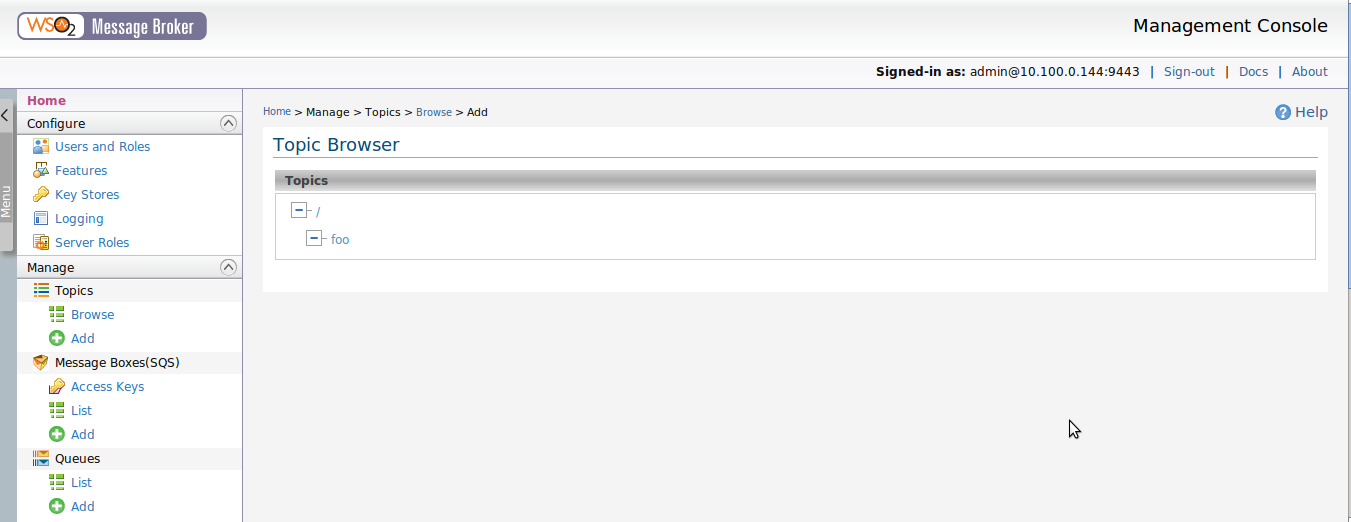 WSO2 Message Broker
Management Console
Signed-in as: admin@10.100.0.144:9443 | Sign-out | Docs | About
Menu
Home
Configure
Users and Roles
Features
Key Stores
Logging
Server Roles
Manage
Topics
Browse
Add
Message Boxes(SQS)
Access Keys
List
Add
Queues
List
Add
Home > Manage > Topics > Browse > Add
? Help
Topic Browser
Topics
/
foo